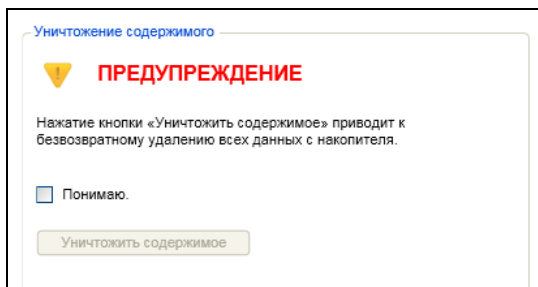 Уничтожение содержимого
ПРЕДУПРЕЖДЕНИЕ
Нажатие кнопки «Уничтожить содержимое» приводит к
безвозвратному удалению всех данных с накопителя.
Понимаю.
Уничтожить содержимое